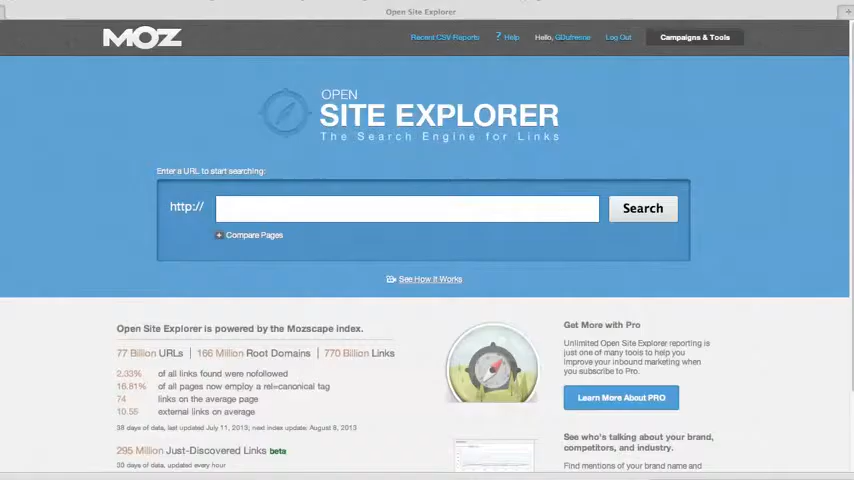 Open Site Explorer
MOZ
Recent CSV Reports
? Help
Hello, GDufresne
Log Out
Campaigns & Tools
OPEN
SITE EXPLORER
The Search Engine for Links
Enter a URL to start searching:
http://
Search
+ Compare Pages
See How It Works
Open Site Explorer is powered by the Mozscape index.
77 Billion URLs | 166 Million Root Domains | 770 Billion Links
2.33% of all links found were nofollowed
16.81% of all pages now employ a rel=canonical tag
74 links on the average page
10.55 external links on average
38 days of data, last updated July 11, 2013; next index update: August 8, 2013
295 Million Just-Discovered Links beta
30 days of data, updated every hour
Get More with Pro
Unlimited Open Site Explorer reporting is
just one of many tools to help you
improve your inbound marketing when
you subscribe to Pro.
Learn More About PRO
See who's talking about your brand,
competitors, and industry.
Find mentions of your brand name and